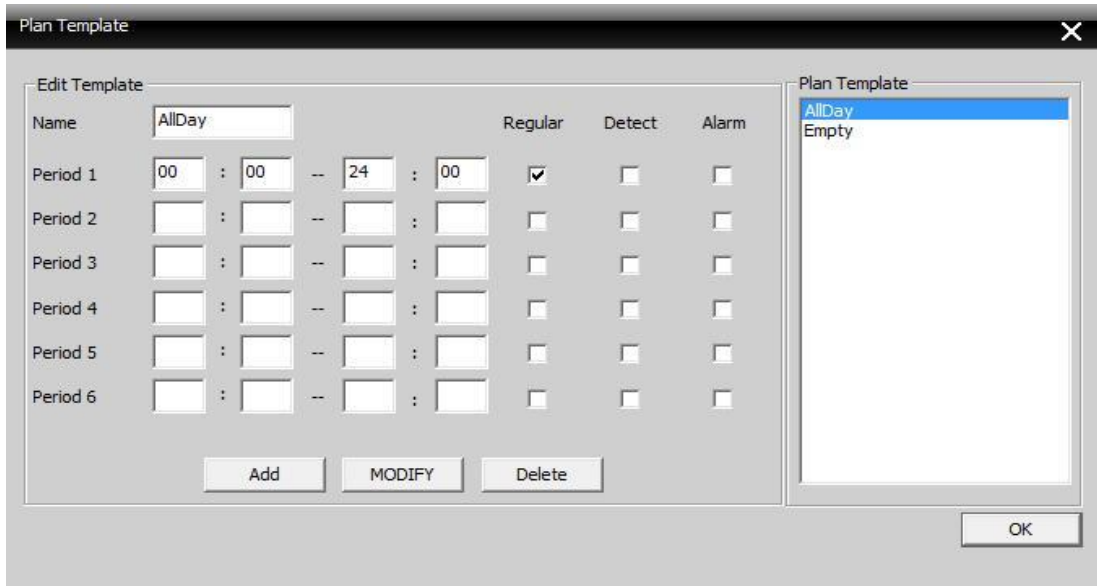 Plan Template
Edit Template
Name AllDay Regular Detect Alarm
Period 1 00 : 00 -- 24 : 00
Period 2 : -- :
Period 3 : -- :
Period 4 : -- :
Period 5 : -- :
Period 6 : -- :
Add MODIFY Delete
Plan Template
AllDay
Empty
OK